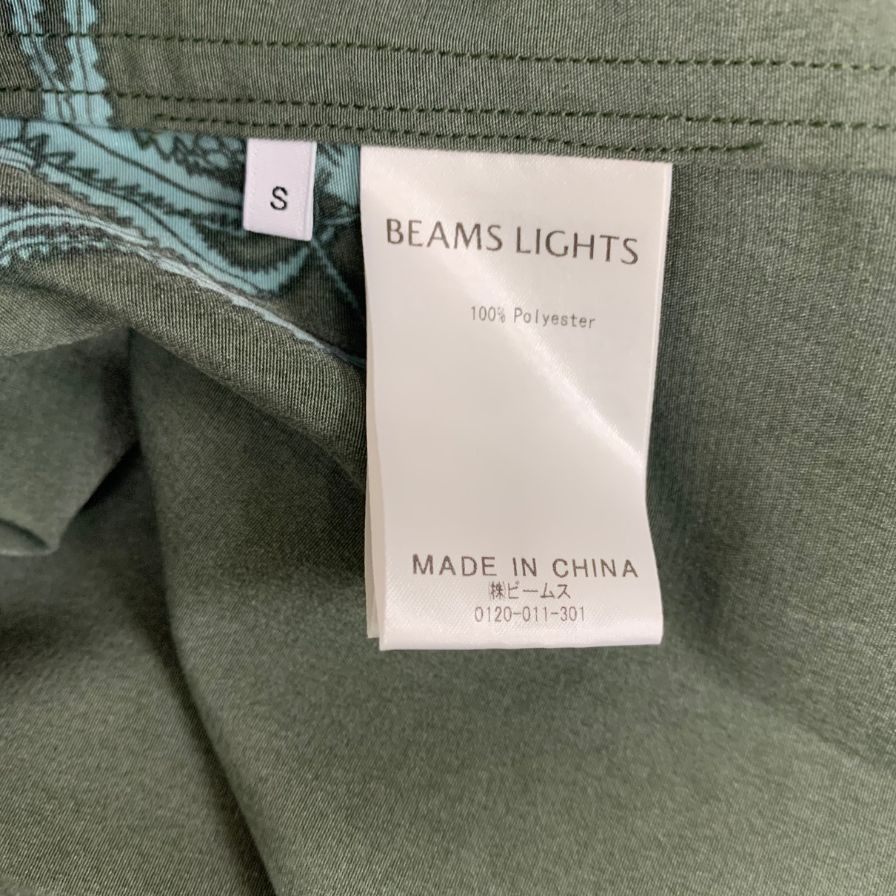 S
BEAMS LIGHTS
100% Polyester
MADE IN CHINA
㈱ビームス
0120-011-301